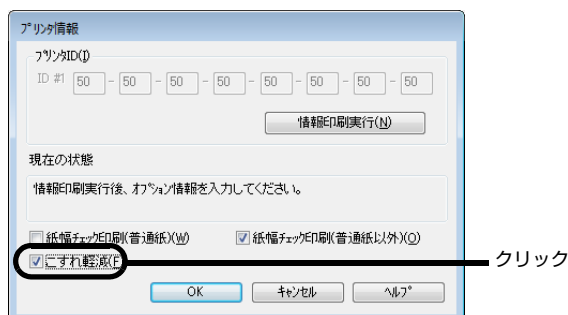 プリンタ情報
プリンタID(I)
ID #1 50 - 50 - 50 - 50 - 50 - 50 - 50 - 50
情報印刷実行(N)
現在の状態
情報印刷実行後、オプション情報を入力してください。
紙幅チェック印刷(普通紙)(W) 紙幅チェック印刷(普通紙以外)(O)
こすれ軽減(F
クリック
OK キャンセル ヘルプ